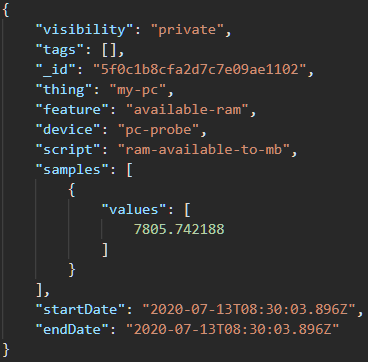 {
"visibility": "private",
"tags": [],
"_id": "5f0c1b8cfa2d7c7e09ae1102",
"thing": "my-pc",
"feature": "available-ram",
"device": "pc-probe",
"script": "ram-available-to-mb",
"samples": [
{
"values": [
7805.742188
]
}
],
"startDate": "2020-07-13T08:30:03.896Z",
"endDate": "2020-07-13T08:30:03.896Z"
}